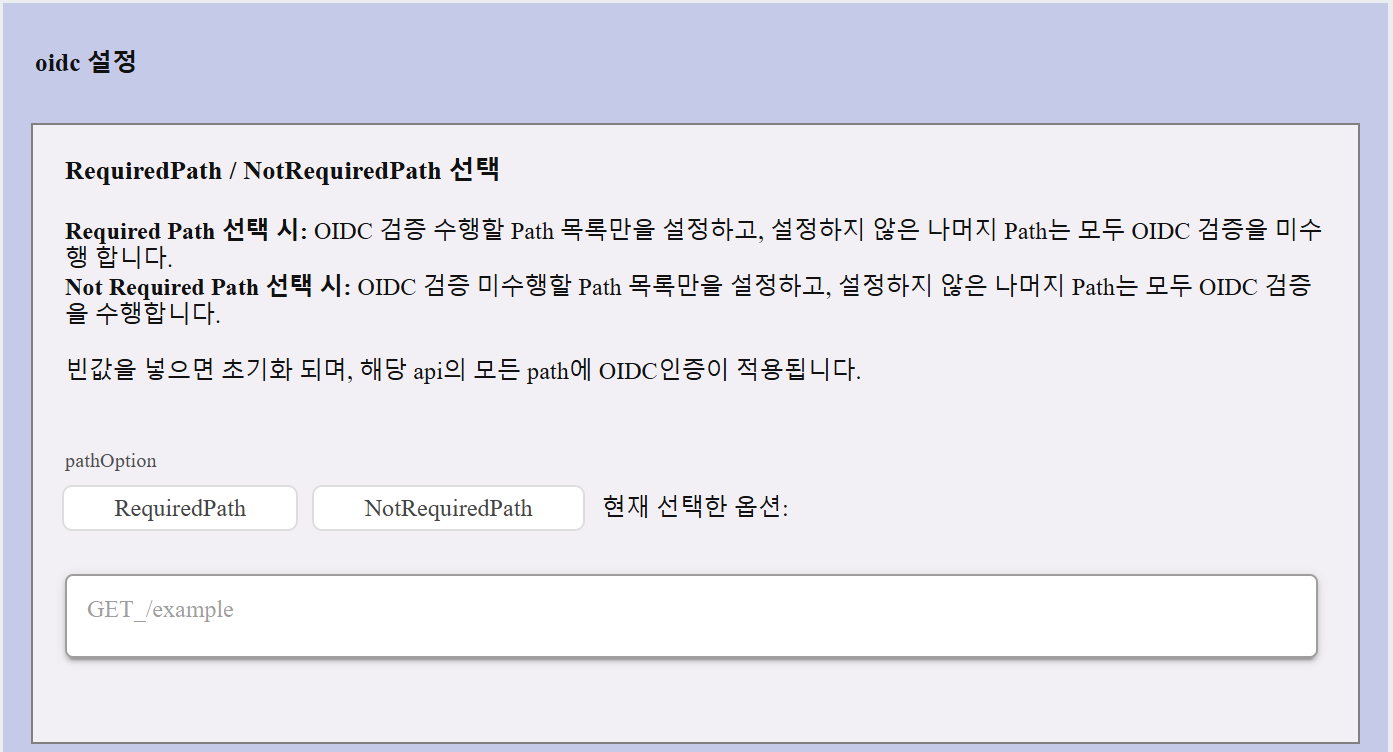 oidc 설정
RequiredPath / NotRequiredPath 선택
Required Path 선택 시: OIDC 검증 수행할 Path 목록만을 설정하고, 설정하지 않은 나머지 Path는 모두 OIDC 검증을 미수
행 합니다.
Not Required Path 선택 시: OIDC 검증 미수행할 Path 목록만을 설정하고, 설정하지 않은 나머지 Path는 모두 OIDC 검증
을 수행합니다.
빈값을 넣으면 초기화 되며, 해당 api의 모든 path에 OIDC인증이 적용됩니다.
pathOption
RequiredPath NotRequiredPath 현재 선택한 옵션:
GET_/example